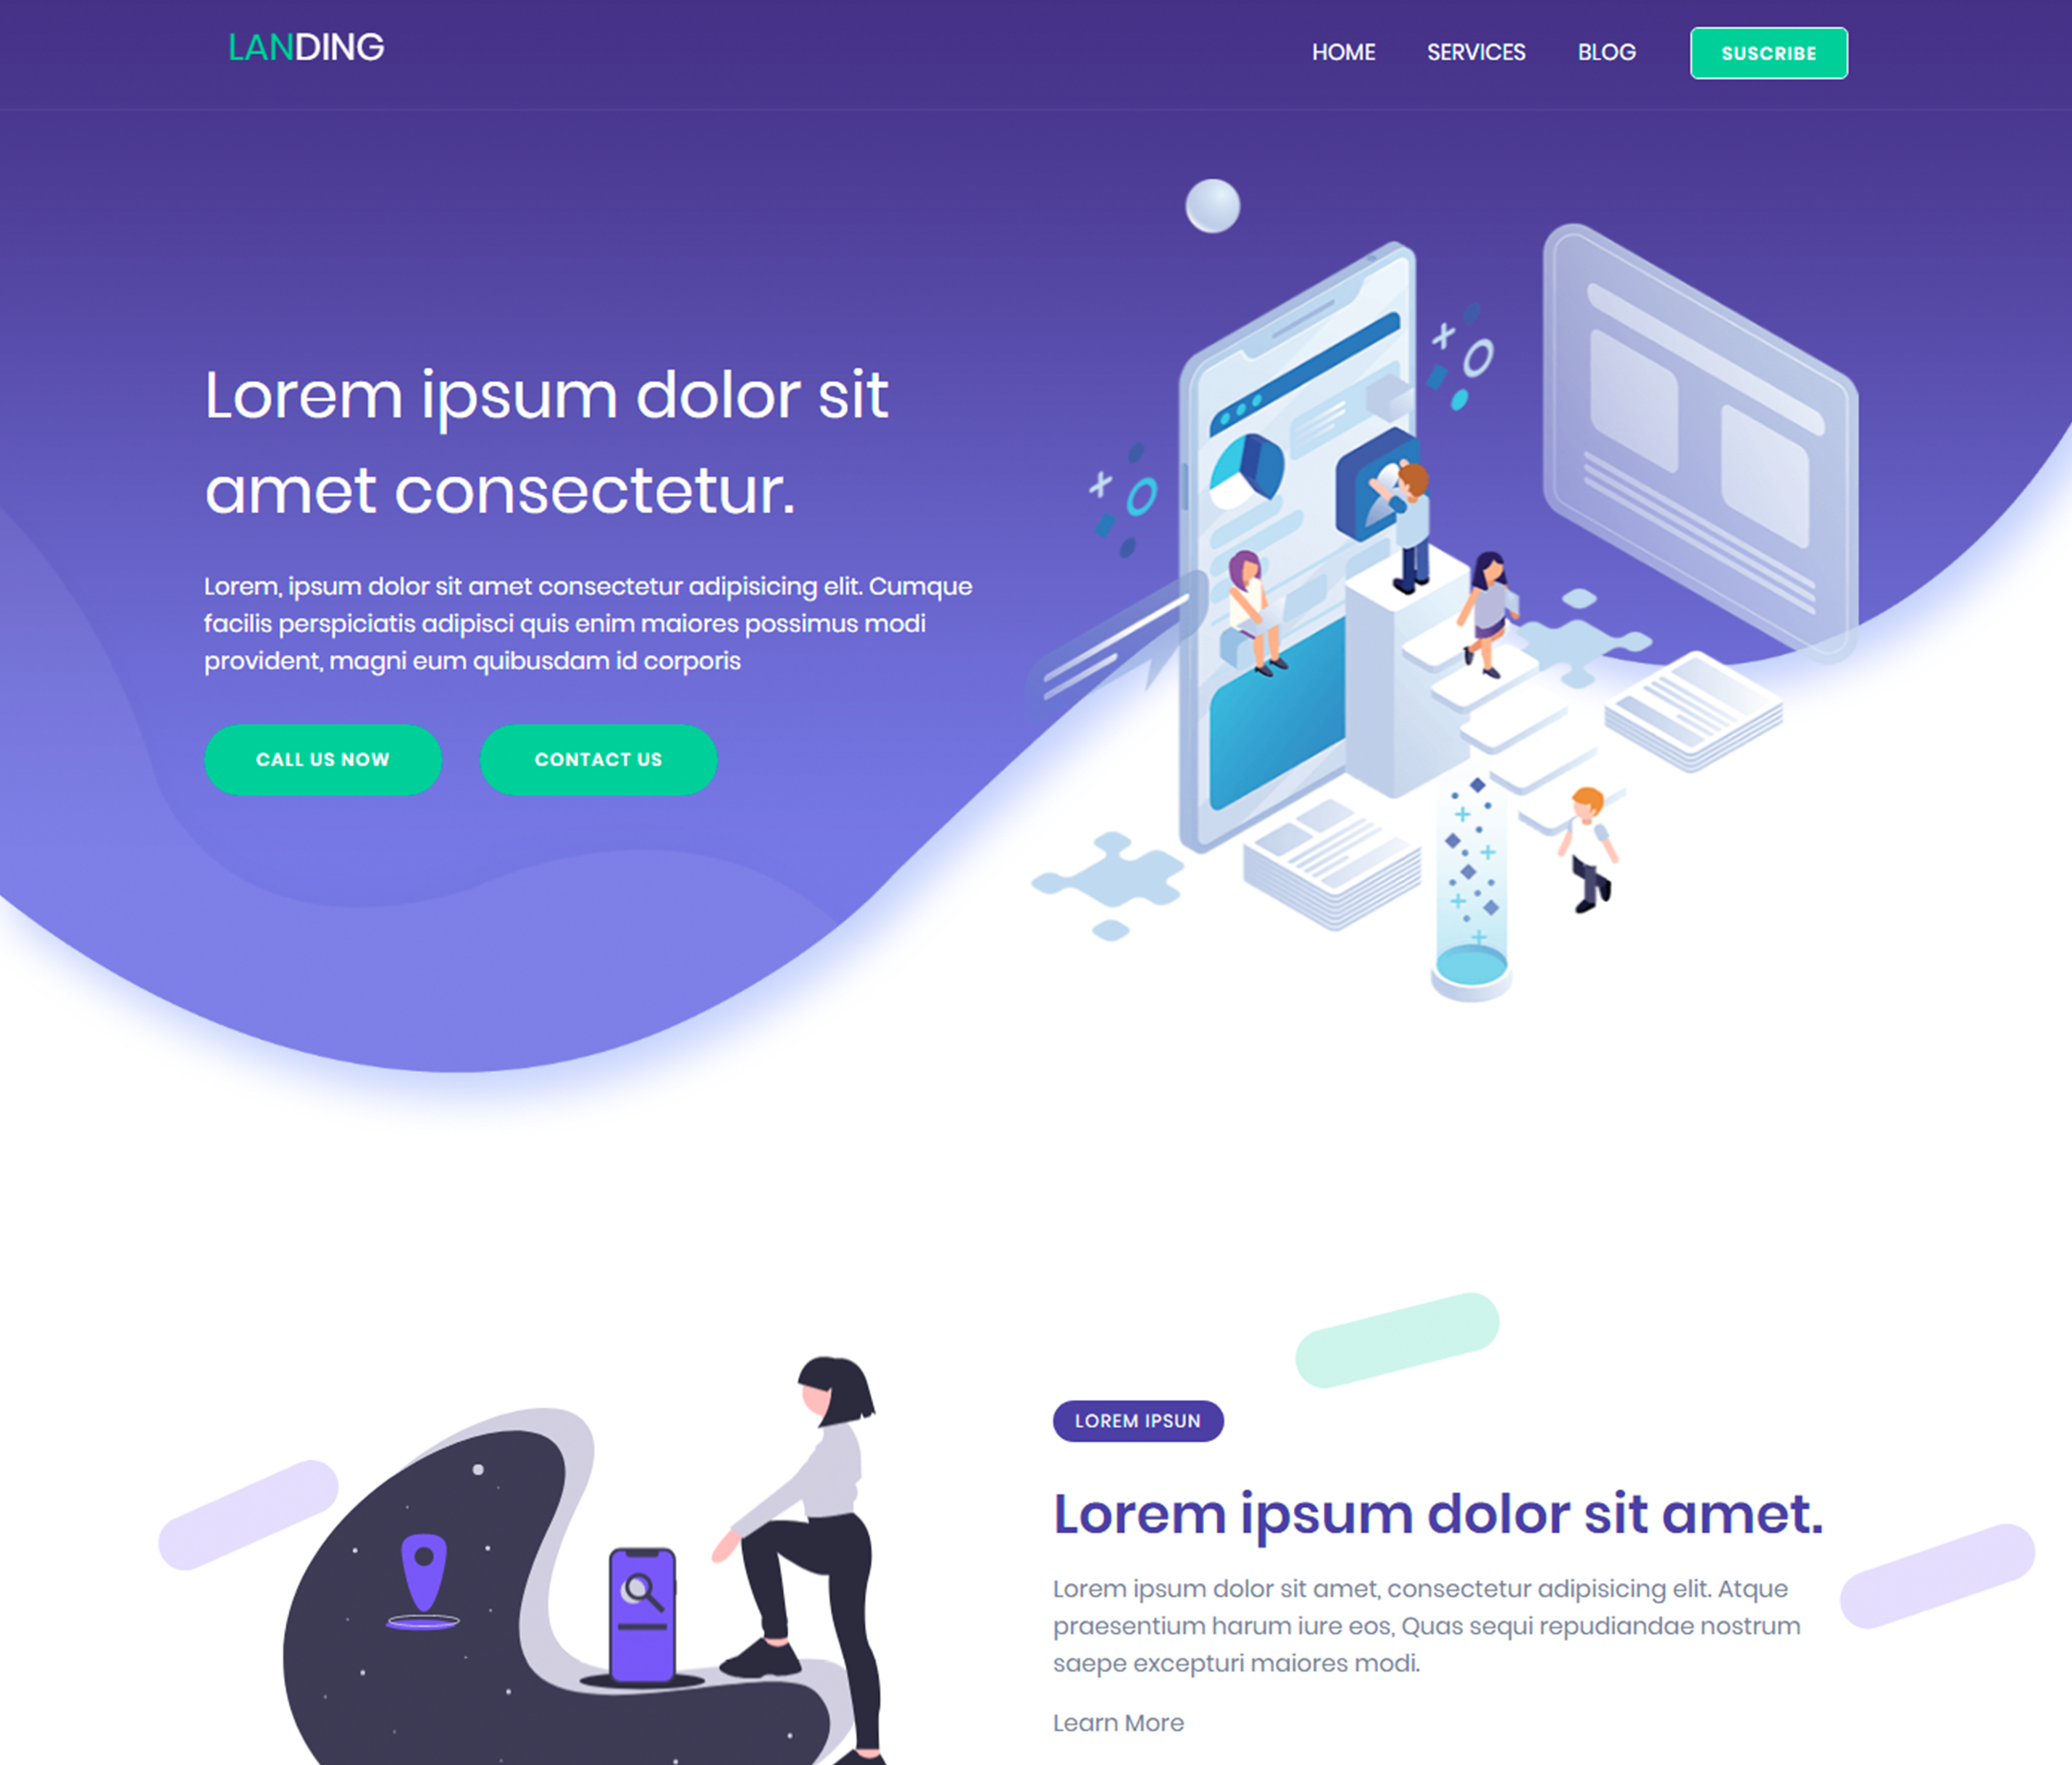 LANDING
HOME SERVICES BLOG SUSCRIBE
Lorem ipsum dolor sit
amet consectetur.
Lorem, ipsum dolor sit amet consectetur adipisicing elit. Cumque
facilis perspiciatis adipisci quis enim maiores possimus modi
provident, magni eum quibusdam id corporis
CALL US NOW CONTACT US
LOREM IPSUN
Lorem ipsum dolor sit amet.
Lorem ipsum dolor sit amet, consectetur adipisicing elit. Atque
praesentium harum iure eos, Quas sequi repudiandae nostrum
saepe excepturi maiores modi.
Learn More